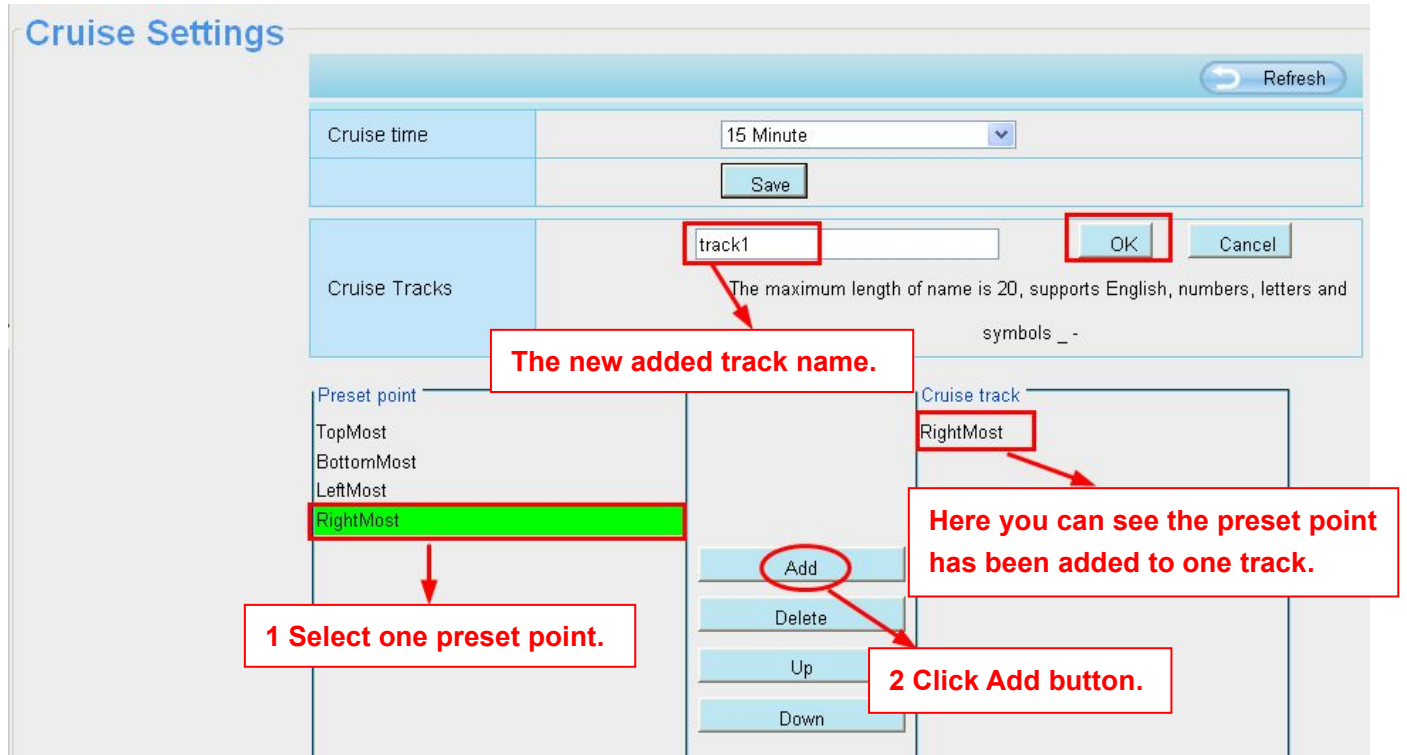 Cruise Settings
Refresh
Cruise time
15 Minute
Save
track1
OK
Cancel
Cruise Tracks
The maximum length of name is 20, supports English, numbers, letters and
symbols _ -
The new added track name.
Preset point
Cruise track
TopMost
RightMost
BottomMost
LeftMost
RightMost
Here you can see the preset point
has been added to one track.
Add
Delete
1 Select one preset point.
Up
2 Click Add button.
Down